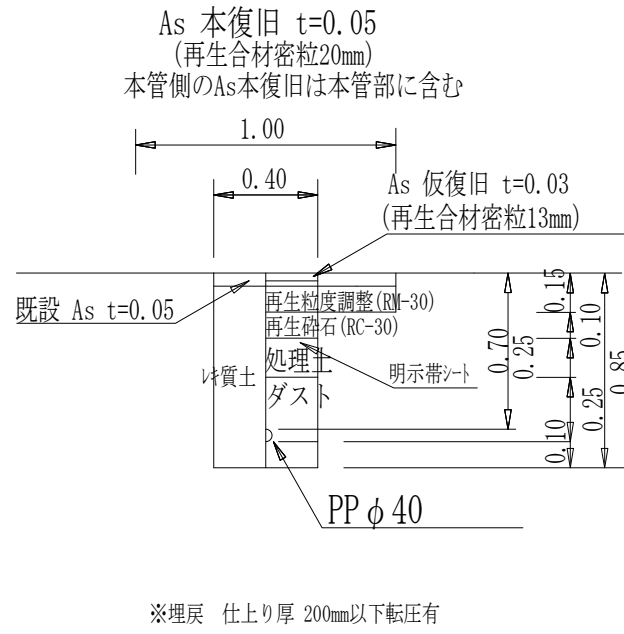 As 本復旧 t=0.05
(再生合材密粒20mm)
本管側のAs本復旧は本管部に含む
1.00
0.40
As 仮復旧 t=0.03
(再生合材密粒13mm)
既設 As t=0.05
再生粒度調整(RM-30)
再生砕石(RC-30)
処理土
明示帯シート
レキ質土
ダスト
0.70
0.15
0.10
0.25
0.25
0.10
0.85
PPφ40
※埋戻 仕上り厚 200mm以下転圧有